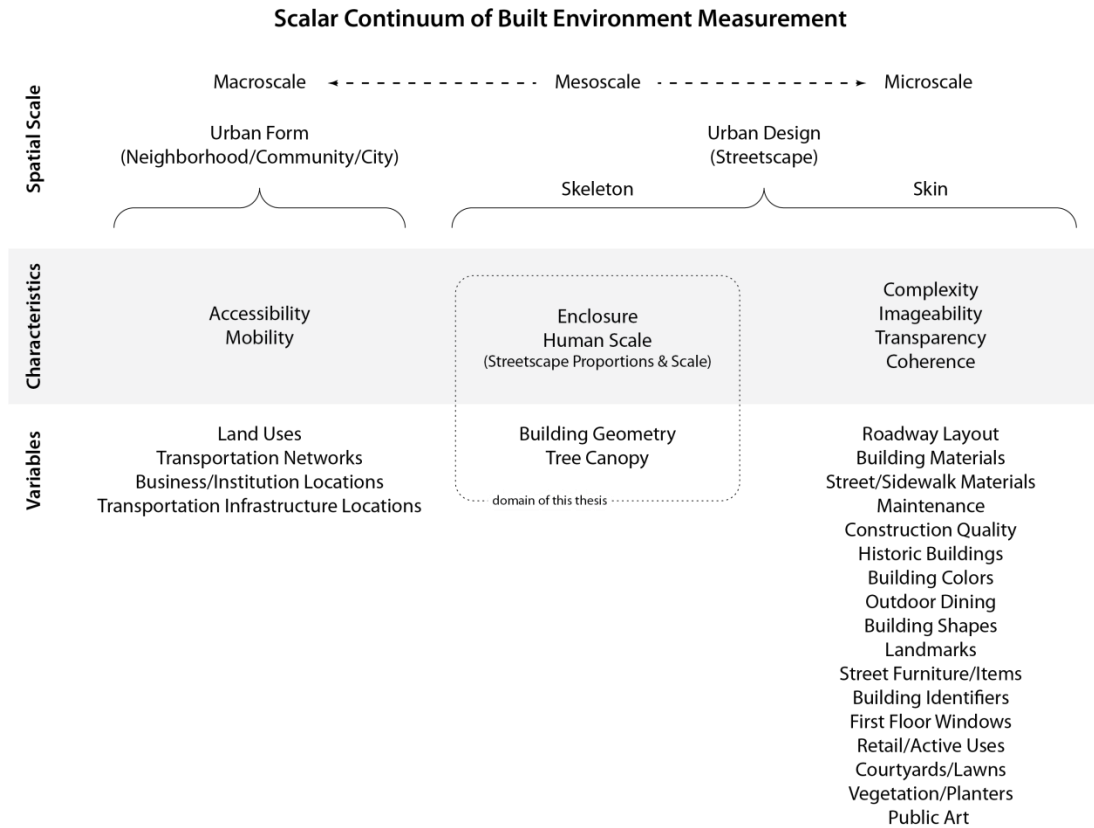 Scalar Continuum of Built Environment Measurement
Spatial Scale
Macroscale
Mesoscale
Microscale
Urban Form
(Neighborhood/Community/City)
Urban Design
(Streetscape)
Skeleton
Skin
Characteristics
Accessibility
Mobility
Enclosure
Human Scale
(Streetscape Proportions & Scale)
Complexity
Imageability
Transparency
Coherence
Variables
Land Uses
Transportation Networks
Business/Institution Locations
Transportation Infrastructure Locations
Building Geometry
Tree Canopy
domain of this thesis
Roadway Layout
Building Materials
Street/Sidewalk Materials
Maintenance
Construction Quality
Historic Buildings
Building Colors
Outdoor Dining
Building Shapes
Landmarks
Street Furniture/Items
Building Identifiers
First Floor Windows
Retail/Active Uses
Courtyards/Lawns
Vegetation/Planters
Public Art